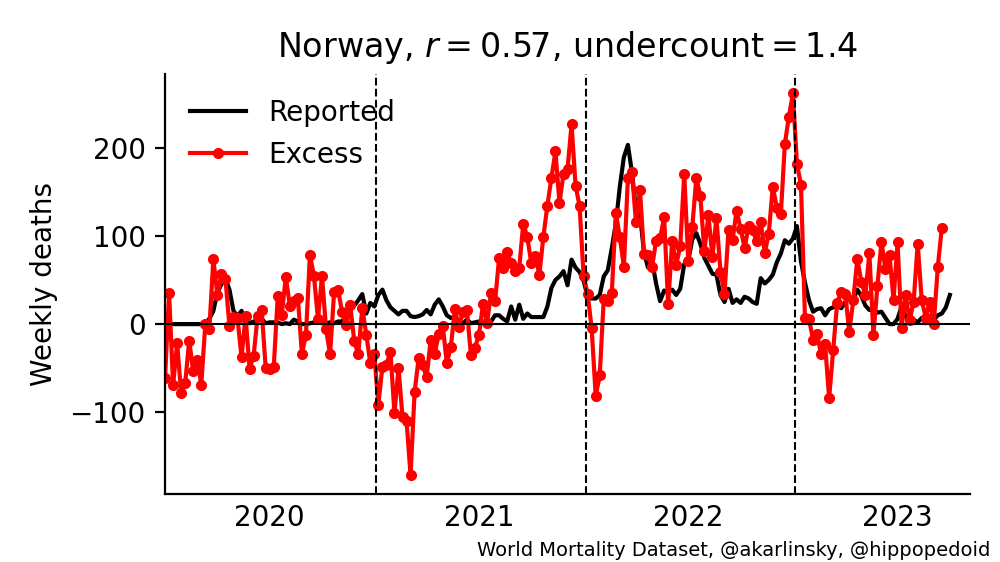 Norway, r = 0.57, undercount = 1.4
Reported
Excess
Weekly deaths
200
100
0
−100
2020 2021 2022 2023
World Mortality Dataset, @akarlinsky, @hippopedoid